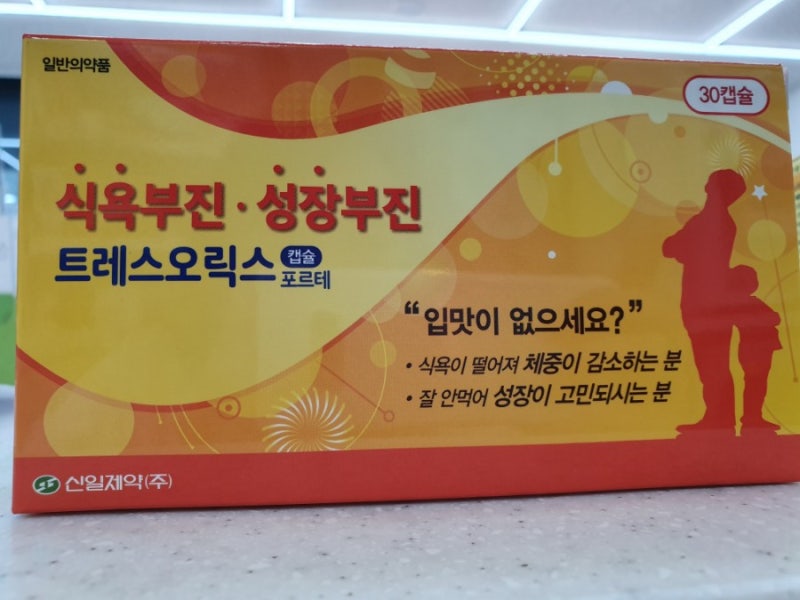 일반의약품
30캡슐
식욕부진·성장부진
트레스오릭스 캡슐 포르테
"입맛이 없으세요?"
• 식욕이 떨어져 체중이 감소하는 분
• 잘 안먹어 성장이 고민되시는 분
신일제약(주)